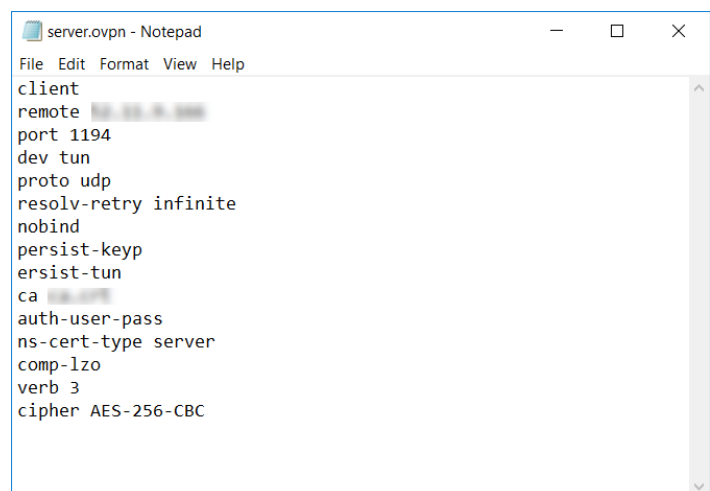 server.ovpn - Notepad
File Edit Format View Help
client
remote
port 1194
dev tun
proto udp
resolv-retry infinite
nobind
persist-keyp
ersist-tun
ca
auth-user-pass
ns-cert-type server
comp-lzo
verb 3
cipher AES-256-CBC